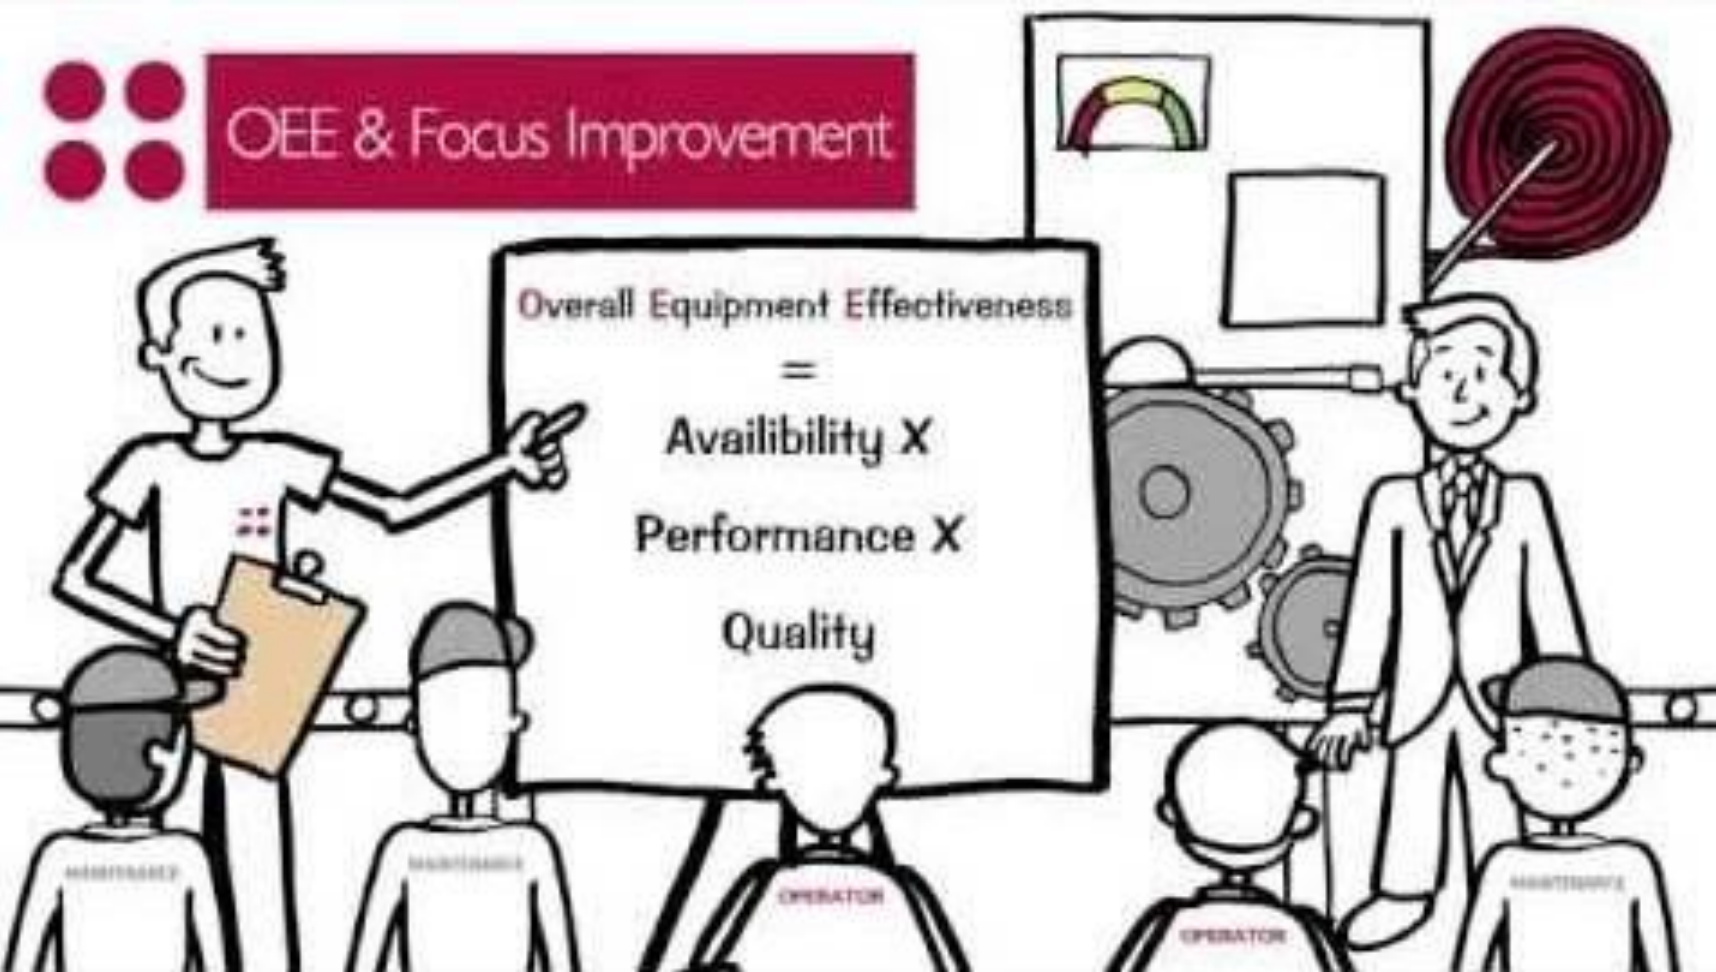 OEE & Focus Improvement
Overall Equipment Effectiveness
=
Availibility X
Performance X
Quality
MAINTENANCE
MAINTENANCE
OPERATOR
OPERATOR
MAINTENANCE